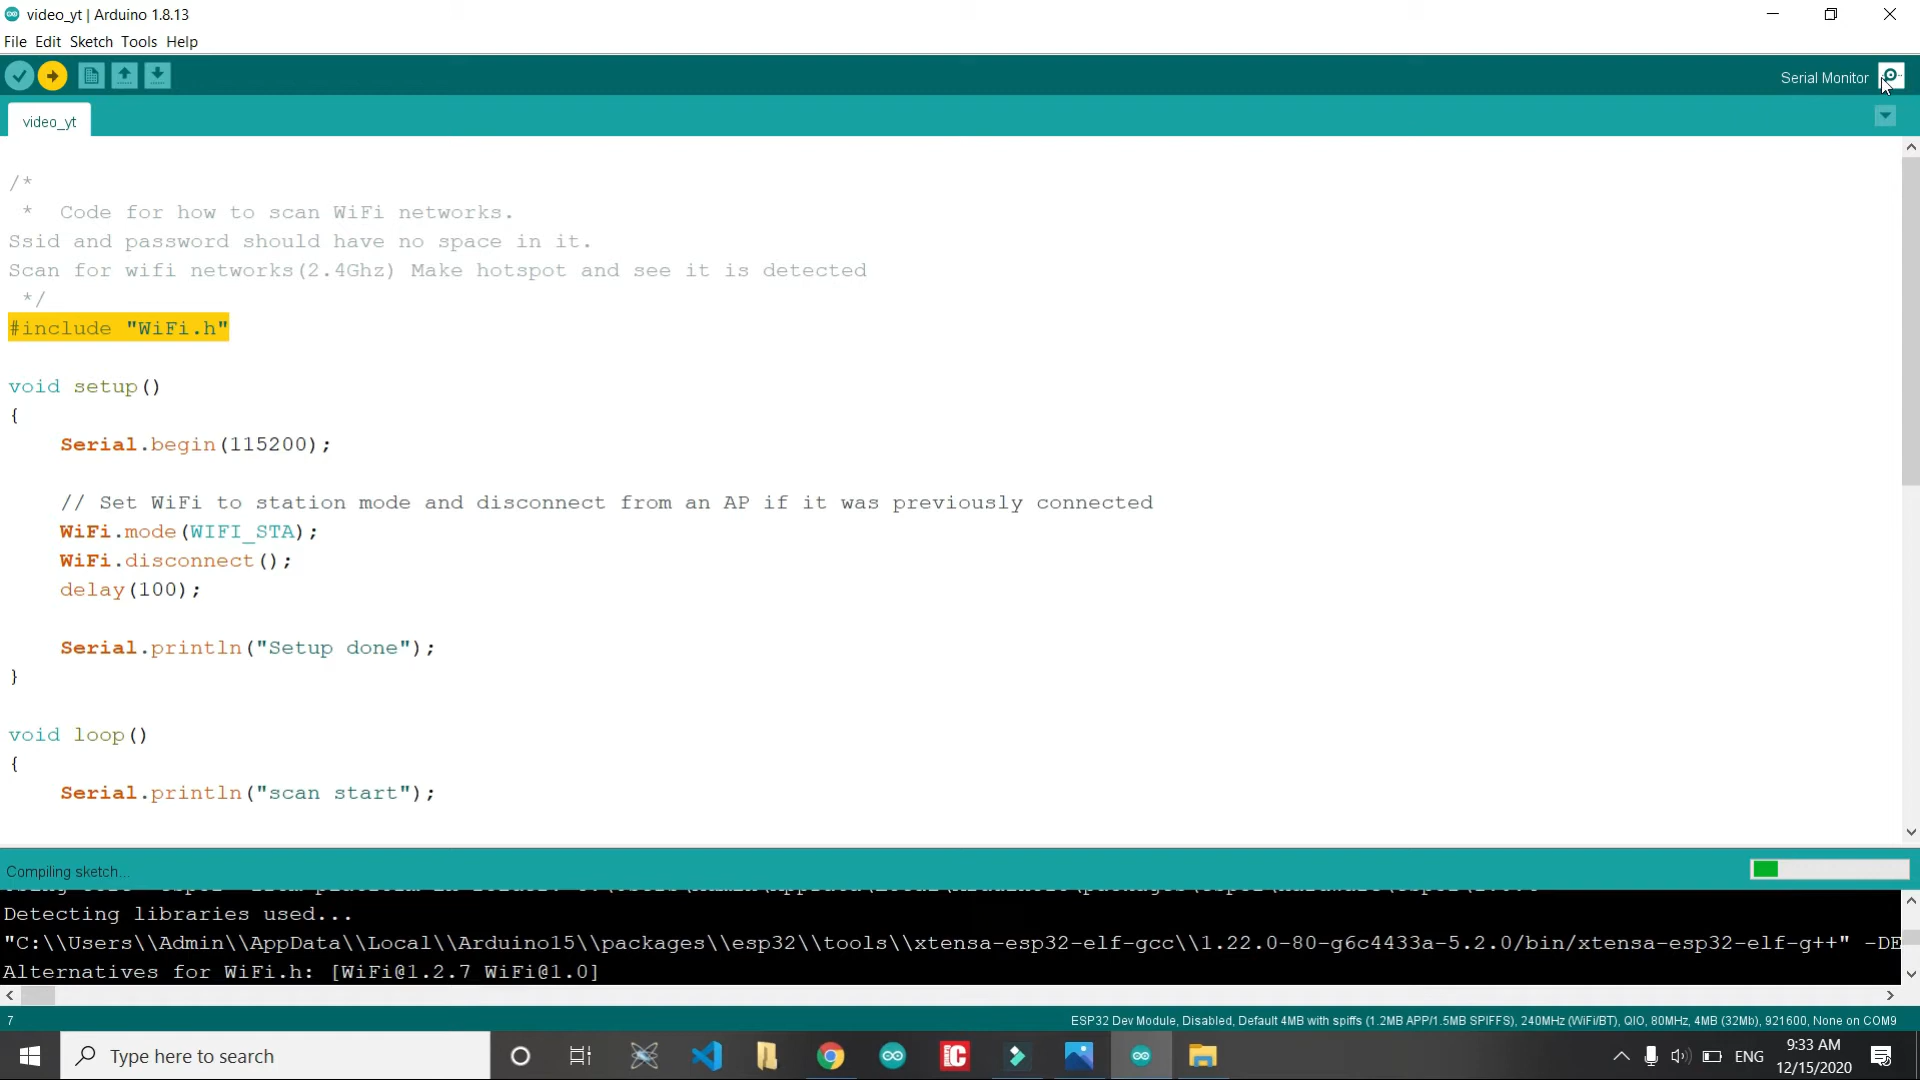 video_yt | Arduino 1.8.13
File Edit Sketch Tools Help
Serial Monitor
video_yt
/*
* Code for how to scan WiFi networks.
Ssid and password should have no space in it.
Scan for wifi networks(2.4Ghz) Make hotspot and see it is detected
*/
#include "WiFi.h"
void setup()
{
Serial.begin(115200);
// Set WiFi to station mode and disconnect from an AP if it was previously connected
WiFi.mode(WIFI_STA);
WiFi.disconnect();
delay(100);
Serial.println("Setup done");
}
void loop()
{
Serial.println("scan start");
Compiling sketch...
Detecting libraries used...
"C:\\Users\\Admin\\AppData\\Local\\Arduino15\\packages\\esp32\\tools\\xtensa-esp32-elf-gcc\\1.22.0-80-g6c4433a-5.2.0/bin/xtensa-esp32-elf-g++" -DE
Alternatives for WiFi.h: [WiFi@1.2.7 WiFi@1.0]
7
ESP32 Dev Module, Disabled, Default 4MB with spiffs (1.2MB APP/1.5MB SPIFFS), 240MHz (WiFi/BT), QIO, 80MHz, 4MB (32Mb), 921600, None on COM9
Type here to search
ENG
9:33 AM
12/15/2020